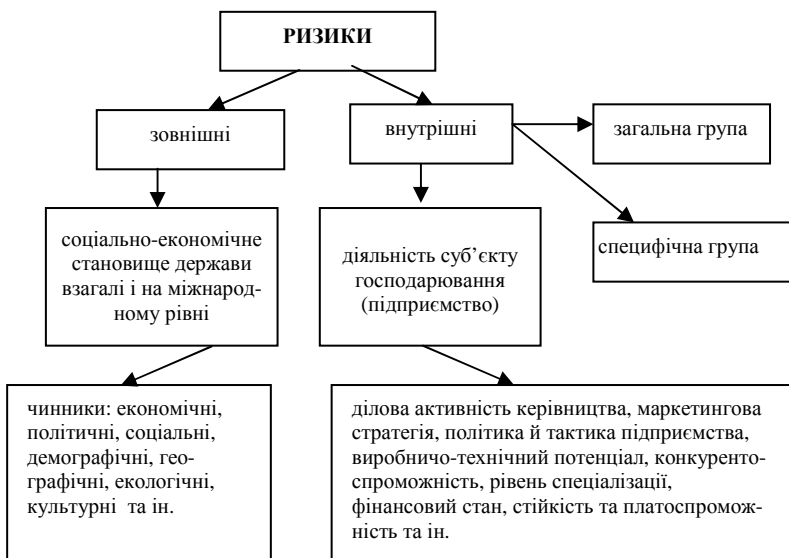 РИЗИКИ
зовнішні
внутрішні
загальна група
специфічна група
соціально-економічне
становище держави
взагалі і на міжнарод-
ному рівні
діяльність суб’єкту
господарювання
(підприємство)
чинники: економічні,
політичні, соціальні,
демографічні, гео-
графічні, екологічні,
культурні та ін.
ділова активність керівництва, маркетингова
стратегія, політика й тактика підприємства,
виробничо-технічний потенціал, конкуренто-
спроможність, рівень спеціалізації,
фінансовий стан, стійкість та платоспромож-
ність та ін.